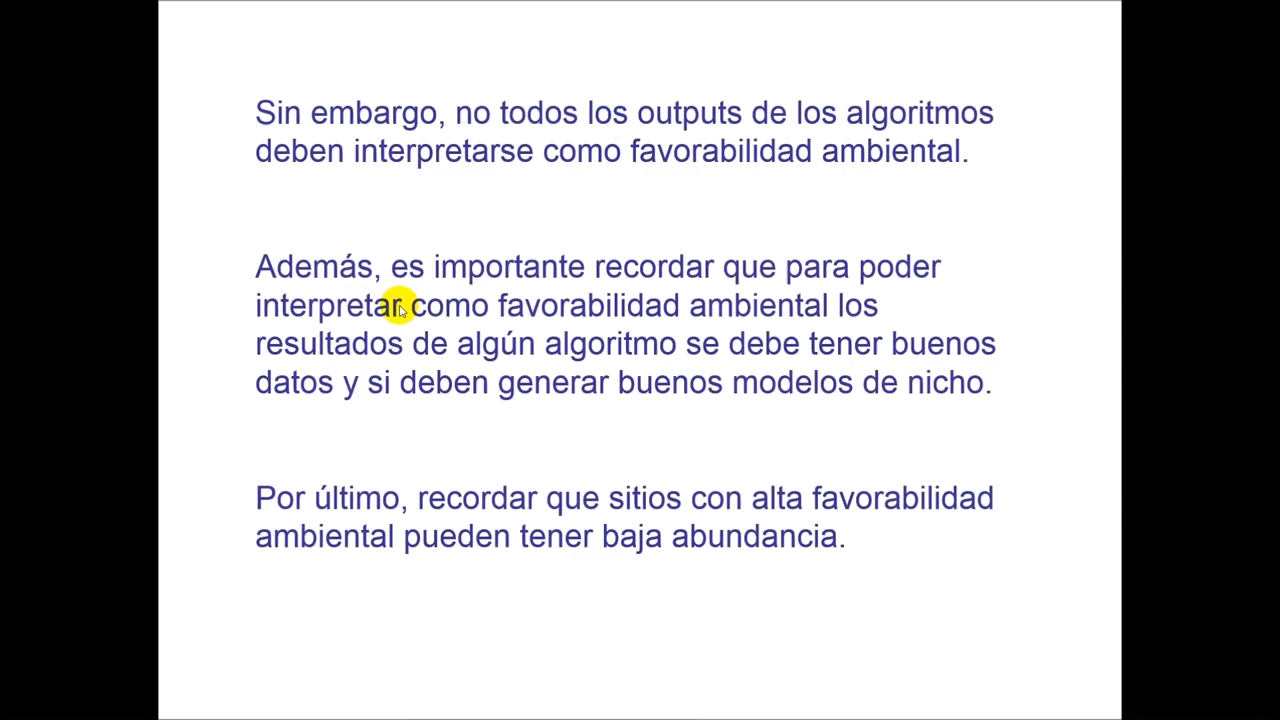 Sin embargo, no todos los outputs de los algoritmos
deben interpretarse como favorabilidad ambiental.
Además, es importante recordar que para poder
interpretar como favorabilidad ambiental los
resultados de algún algoritmo se debe tener buenos
datos y si deben generar buenos modelos de nicho.
Por último, recordar que sitios con alta favorabilidad
ambiental pueden tener baja abundancia.